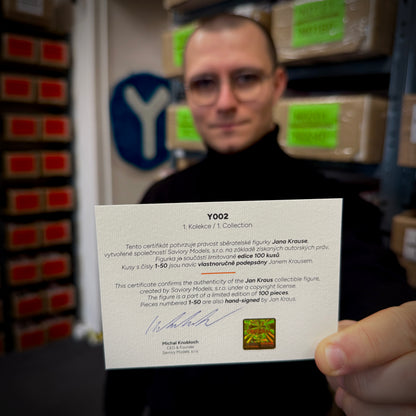 Y
Y002
1. Kolekce / 1. Collection
Tento certifikát potvrzuje pravost sběratelské figurky Jana Krause,
vytvořené společností Saviory Models, s.r.o. na základě získaných autorských práv.
Figurka je součástí limitované edice 100 kusů.
Kusy s čísly 1-50 jsou navíc vlastnoručně podepsány Janem Krausem.
This certificate confirms the authenticity of the Jan Kraus collectible figure,
created by Saviory Models, s.r.o. under a copyright license.
The figure is a part of a limited edition of 100 pieces.
Pieces numbered 1-50 are also hand-signed by Jan Kraus.
Michal Knobloch
CEO & Founder
Saviory Models, s.r.o.